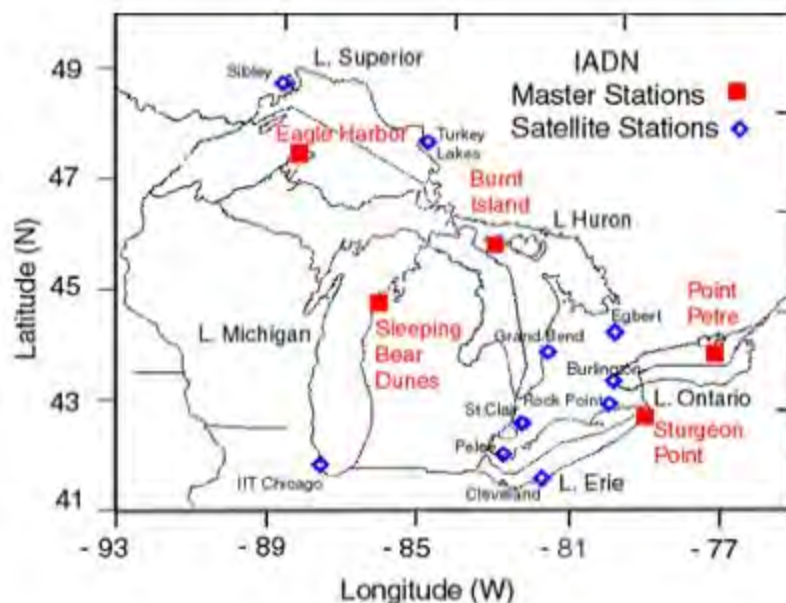 49
47
45
43
41
Latitude (N)
L. Superior
Sibley
IADN
Master Stations
Satellite Stations
Eagle Harbor
Turkey
Lakes
Burnt
Island
L Huron
L. Michigan
Sleeping
Bear
Dunes
Grand Bend
Egbert
Point
Petre
Burlington
Rock Point
St.Clair
L. Ontario
Pelee
Sturgeon
Point
IIT Chicago
Cleveland
L. Erie
- 93
- 89
- 85
- 81
- 77
Longitude (W)